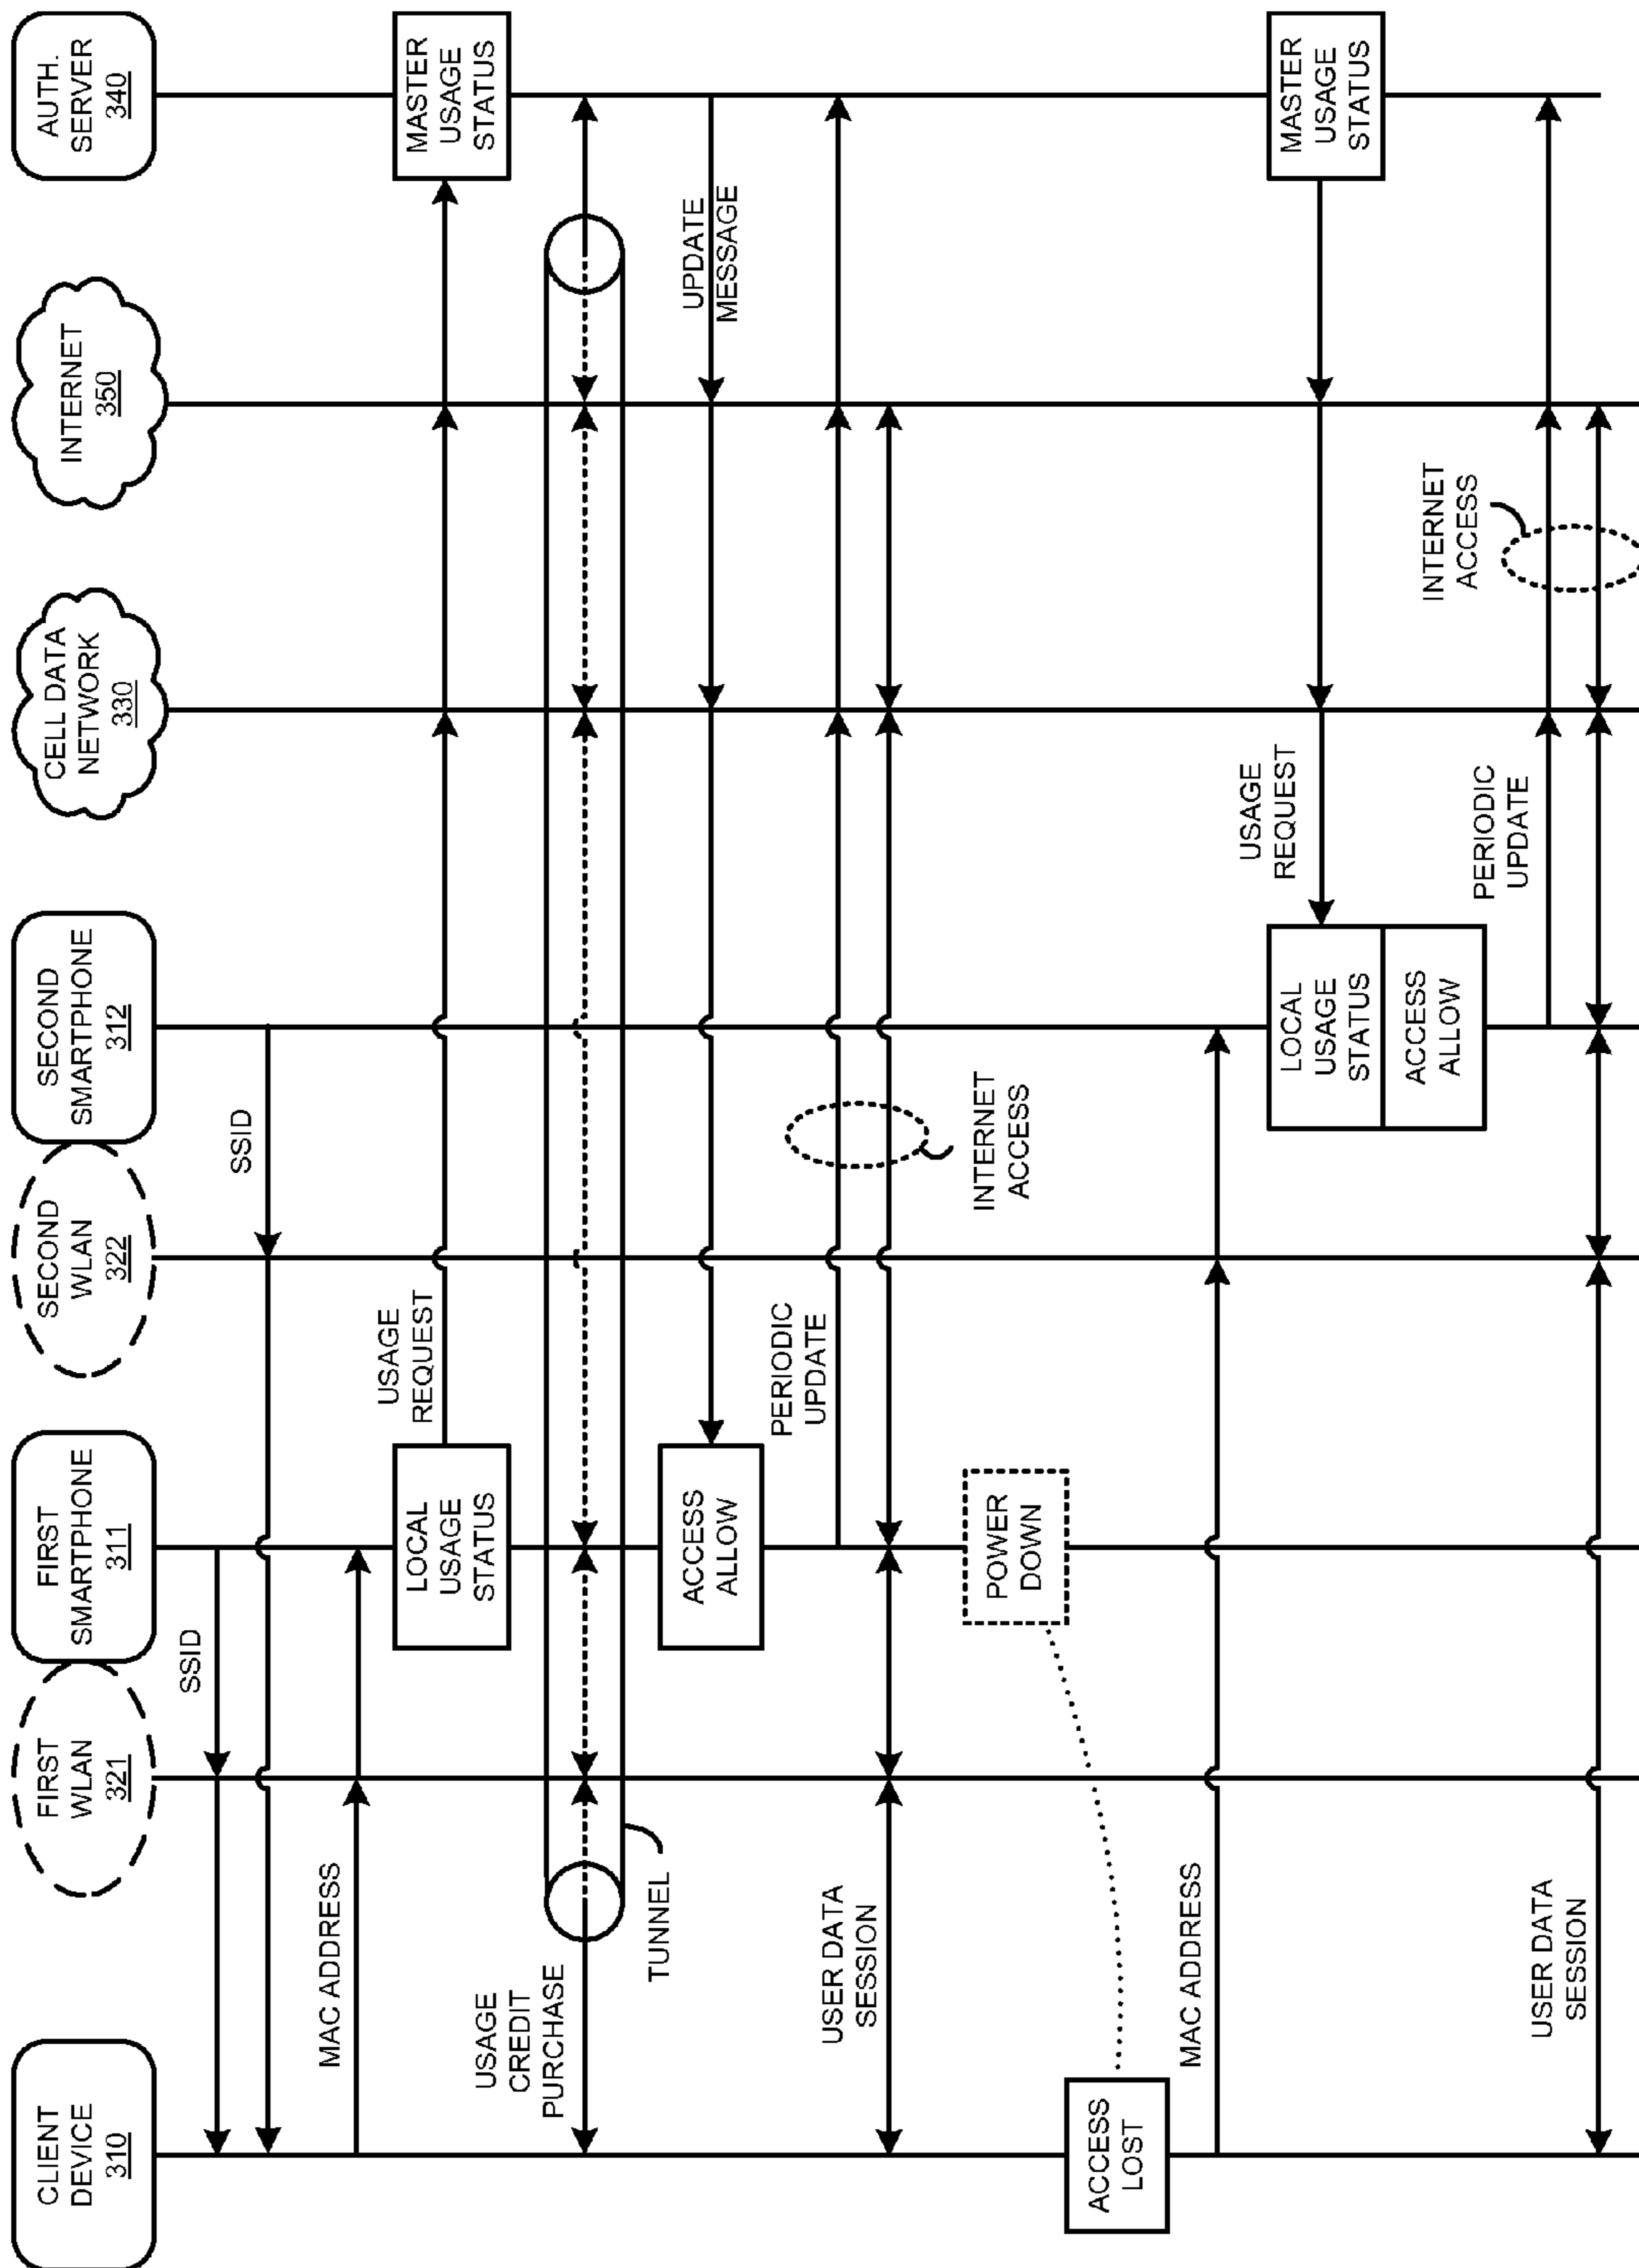 CLIENT
DEVICE
310
FIRST
WLAN
321
FIRST
SMARTPHONE
311
SECOND
WLAN
322
SECOND
SMARTPHONE
312
CELL DATA
NETWORK
330
INTERNET
350
AUTH.
SERVER
340
SSID
SSID
MAC ADDRESS
LOCAL
USAGE
STATUS
USAGE
REQUEST
MASTER
USAGE
STATUS
USAGE
CREDIT
PURCHASE
TUNNEL
ACCESS
ALLOW
UPDATE
MESSAGE
USER DATA
SESSION
PERIODIC
UPDATE
INTERNET
ACCESS
POWER
DOWN
ACCESS
LOST
MAC ADDRESS
LOCAL
USAGE
STATUS
ACCESS
ALLOW
USAGE
REQUEST
MASTER
USAGE
STATUS
USER DATA
SESSION
PERIODIC
UPDATE
INTERNET
ACCESS